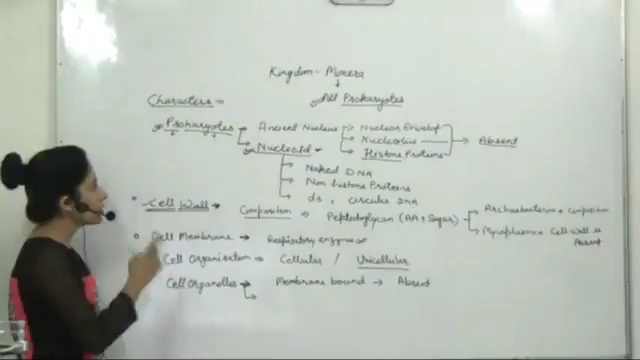 Kingdom - Monera
↓
All Prokaryotes
Characters :-
Prokaryotes → Ancient Nucleus → Nuclear Envelop
→ Nucleolus → Absent
→ Histone Proteins
→ Nucleoid
→ Naked DNA
→ Non histone Proteins
→ ds, circular DNA
Cell Wall → Composition → Peptidoglycan (AA + Sugar)
→ Archaebacteria ≠ composition
→ Mycoplasma = Cell wall is Absent
Cell Membrane → Respiratory enzymes
Cell Organisation → Cellular / Unicellular
Cell Organelles → Membrane bound → Absent